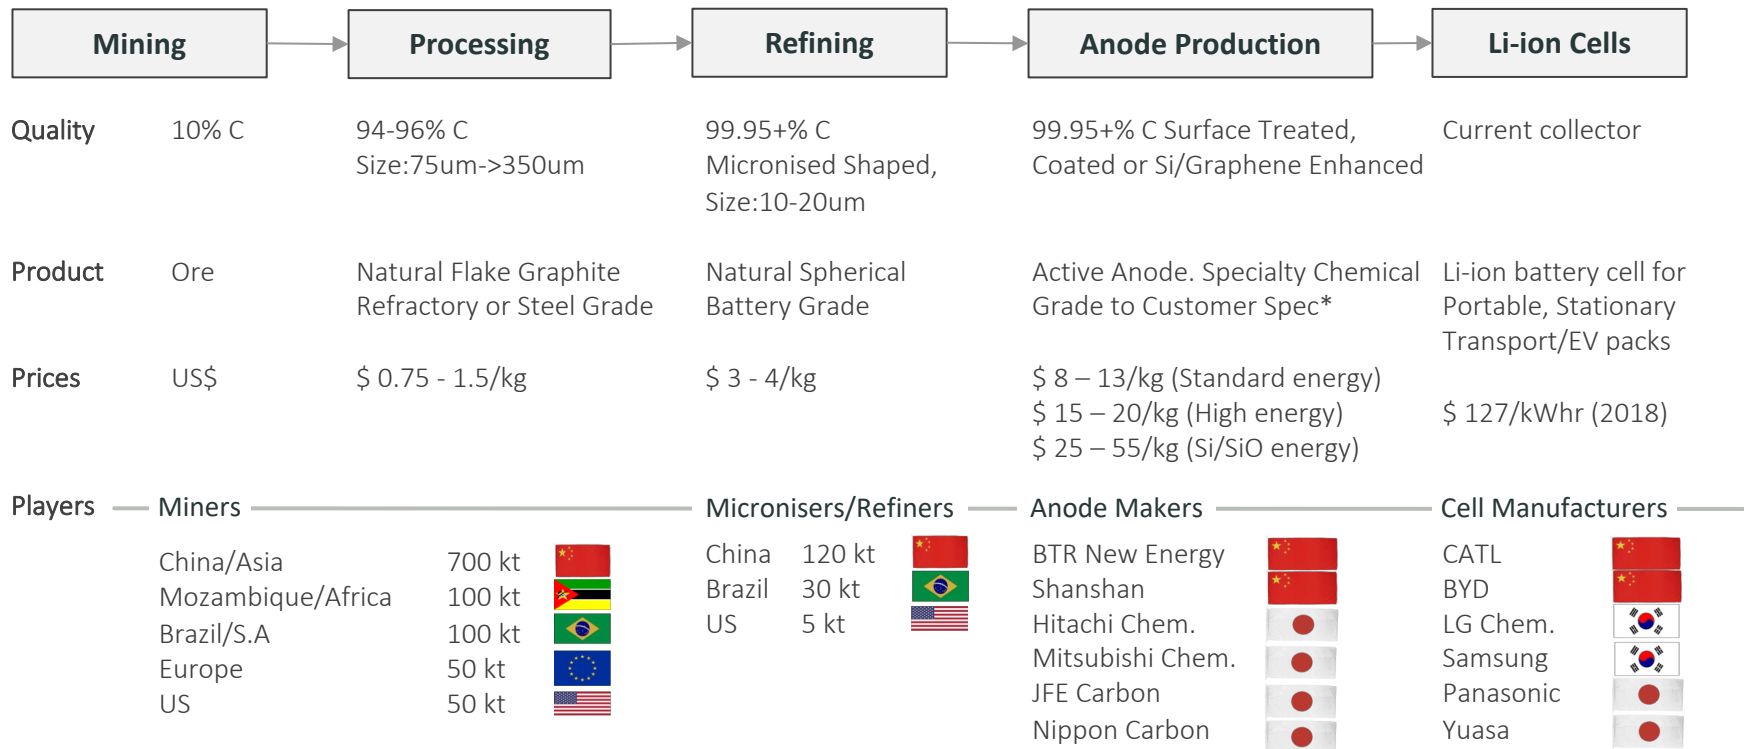 Mining Processing Refining Anode Production Li-ion Cells
Quality 10% C 94-96% C 99.95+% C 99.95+% C Surface Treated, Current collector
Size:75um->350um Micronised Shaped, Coated or Si/Graphene Enhanced
Size:10-20um
Product Ore Natural Flake Graphite Natural Spherical Active Anode. Specialty Chemical Li-ion battery cell for
Refractory or Steel Grade Battery Grade Grade to Customer Spec* Portable, Stationary
Transport/EV packs
Prices US$ $ 0.75 - 1.5/kg $ 3 - 4/kg $ 8 – 13/kg (Standard energy)
$ 15 – 20/kg (High energy) $ 127/kWhr (2018)
$ 25 – 55/kg (Si/SiO energy)
Players Miners Micronisers/Refiners Anode Makers Cell Manufacturers
China/Asia 700 kt China 120 kt BTR New Energy CATL
Mozambique/Africa 100 kt Brazil 30 kt Shanshan BYD
Brazil/S.A 100 kt US 5 kt Hitachi Chem. LG Chem.
Europe 50 kt Mitsubishi Chem. Samsung
US 50 kt JFE Carbon Panasonic
Nippon Carbon Yuasa